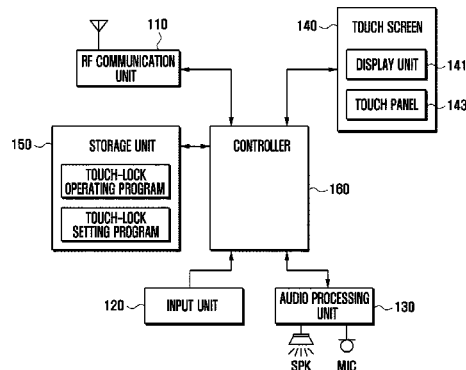 110
RF COMMUNICATION
UNIT
140
TOUCH SCREEN
DISPLAY UNIT
141
TOUCH PANEL
143
150
STORAGE UNIT
TOUCH-LOCK
OPERATING PROGRAM
TOUCH-LOCK
SETTING PROGRAM
CONTROLLER
160
120
INPUT UNIT
AUDIO PROCESSING
UNIT
130
SPK
MIC